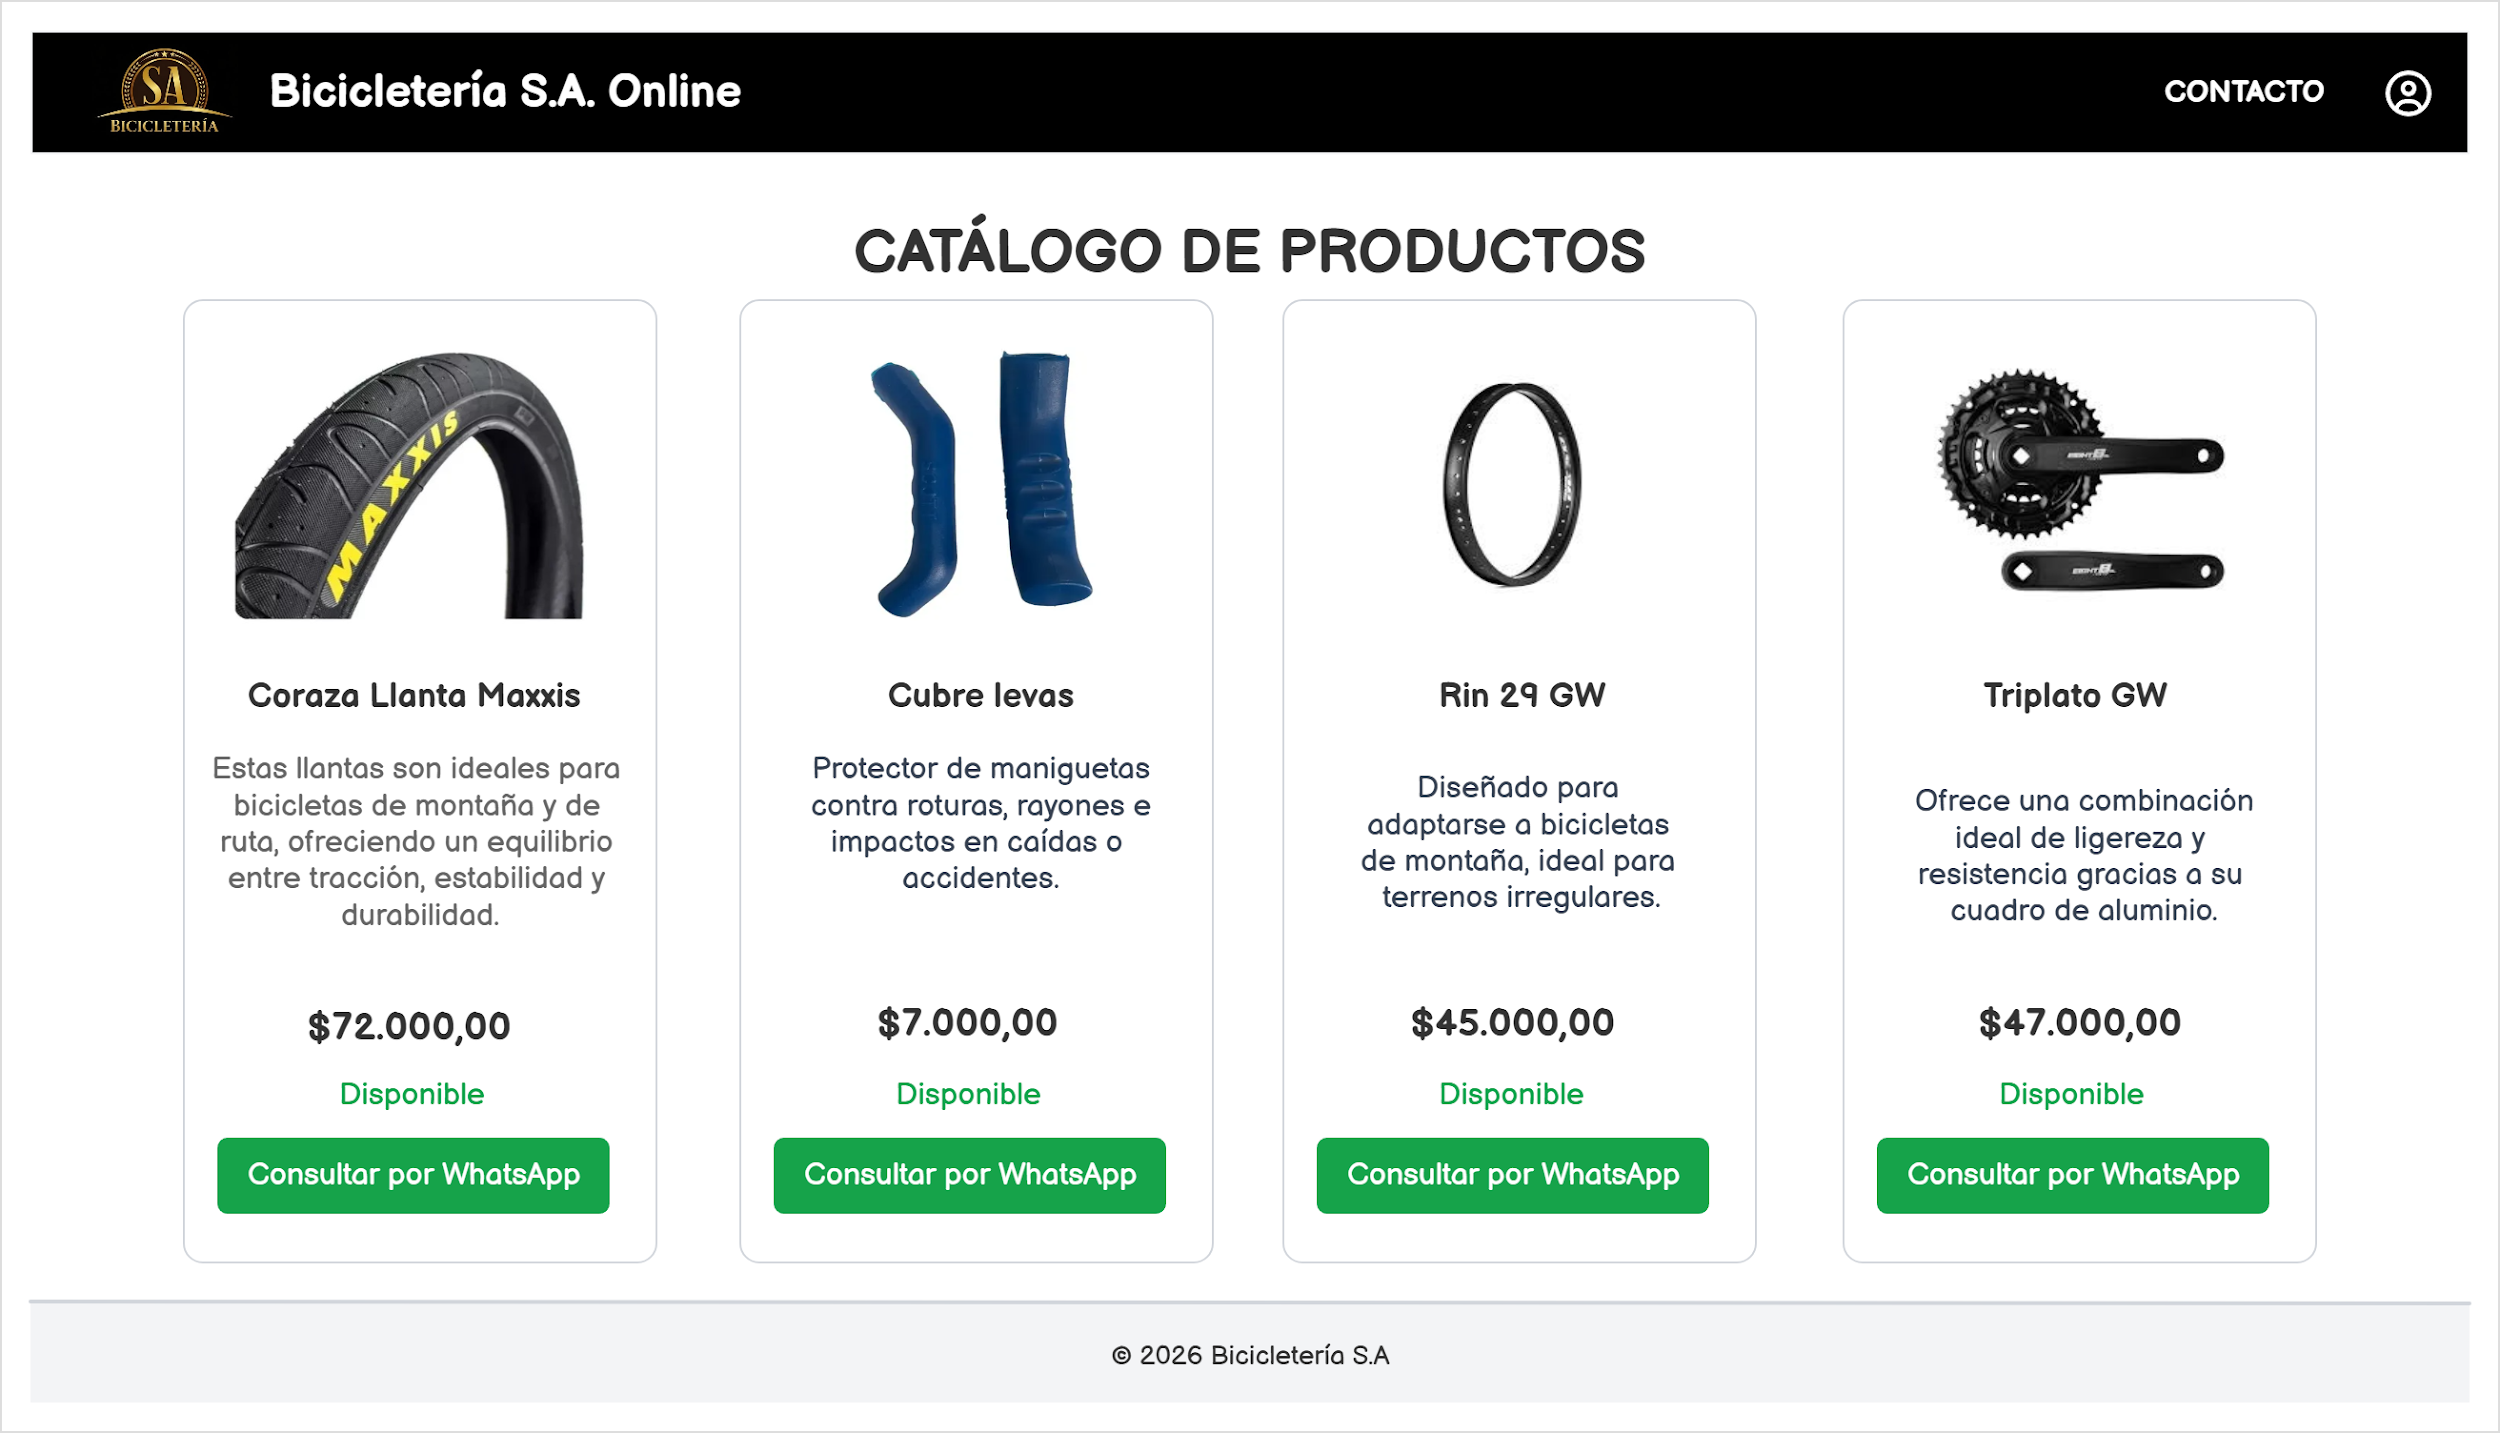 SA
BICICLETERÍA
Bicicletería S.A. Online
CONTACTO
CATÁLOGO DE PRODUCTOS
MAXXIS
Coraza Llanta Maxxis
Estas llantas son ideales para
bicicletas de montaña y de
ruta, ofreciendo un equilibrio
entre tracción, estabilidad y
durabilidad.
$72.000,00
Disponible
Consultar por WhatsApp
Cubre levas
Protector de maniguetas
contra roturas, rayones e
impactos en caídas o
accidentes.
$7.000,00
Disponible
Consultar por WhatsApp
Rin 29 GW
Diseñado para
adaptarse a bicicletas
de montaña, ideal para
terrenos irregulares.
$45.000,00
Disponible
Consultar por WhatsApp
Triplato GW
Ofrece una combinación
ideal de ligereza y
resistencia gracias a su
cuadro de aluminio.
$47.000,00
Disponible
Consultar por WhatsApp
© 2026 Bicicletería S.A